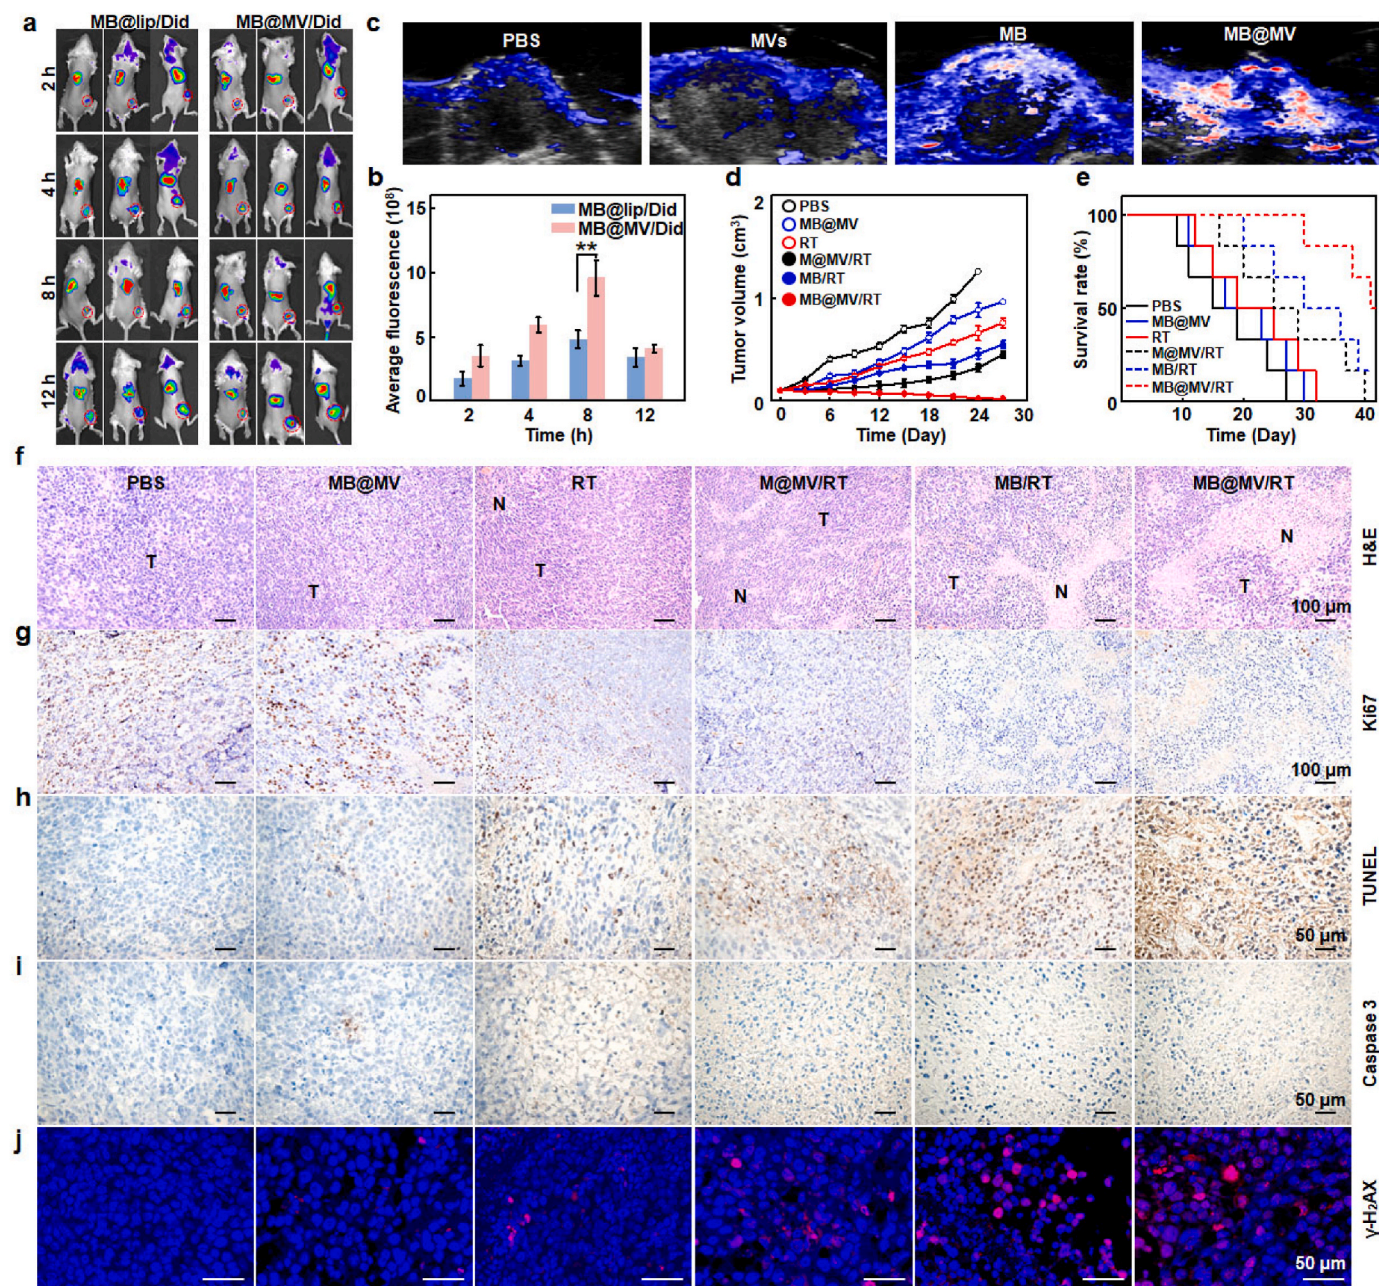 a
MB@lip/Did
MB@MV/Did
2 h
4 h
8 h
12 h
c
PBS
MVs
MB
MB@MV
b
Average fluorescence (10⁸)
15
10
5
0
MB@lip/Did
MB@MV/Did
**
2
4
8
12
Time (h)
d
Tumor volume (cm³)
2
1
0
PBS
MB@MV
RT
M@MV/RT
MB/RT
MB@MV/RT
0
6
12
18
24
30
Time (Day)
e
Survival rate (%)
100
50
0
PBS
MB@MV
RT
M@MV/RT
MB/RT
MB@MV/RT
10
20
30
40
Time (Day)
f
PBS
MB@MV
RT
M@MV/RT
MB/RT
MB@MV/RT
T
T
N
T
T
N
T
N
N
T
100 μm
H&E
g
100 μm
Ki67
h
50 μm
TUNEL
i
50 μm
Caspase 3
j
50 μm
γ-H₂AX